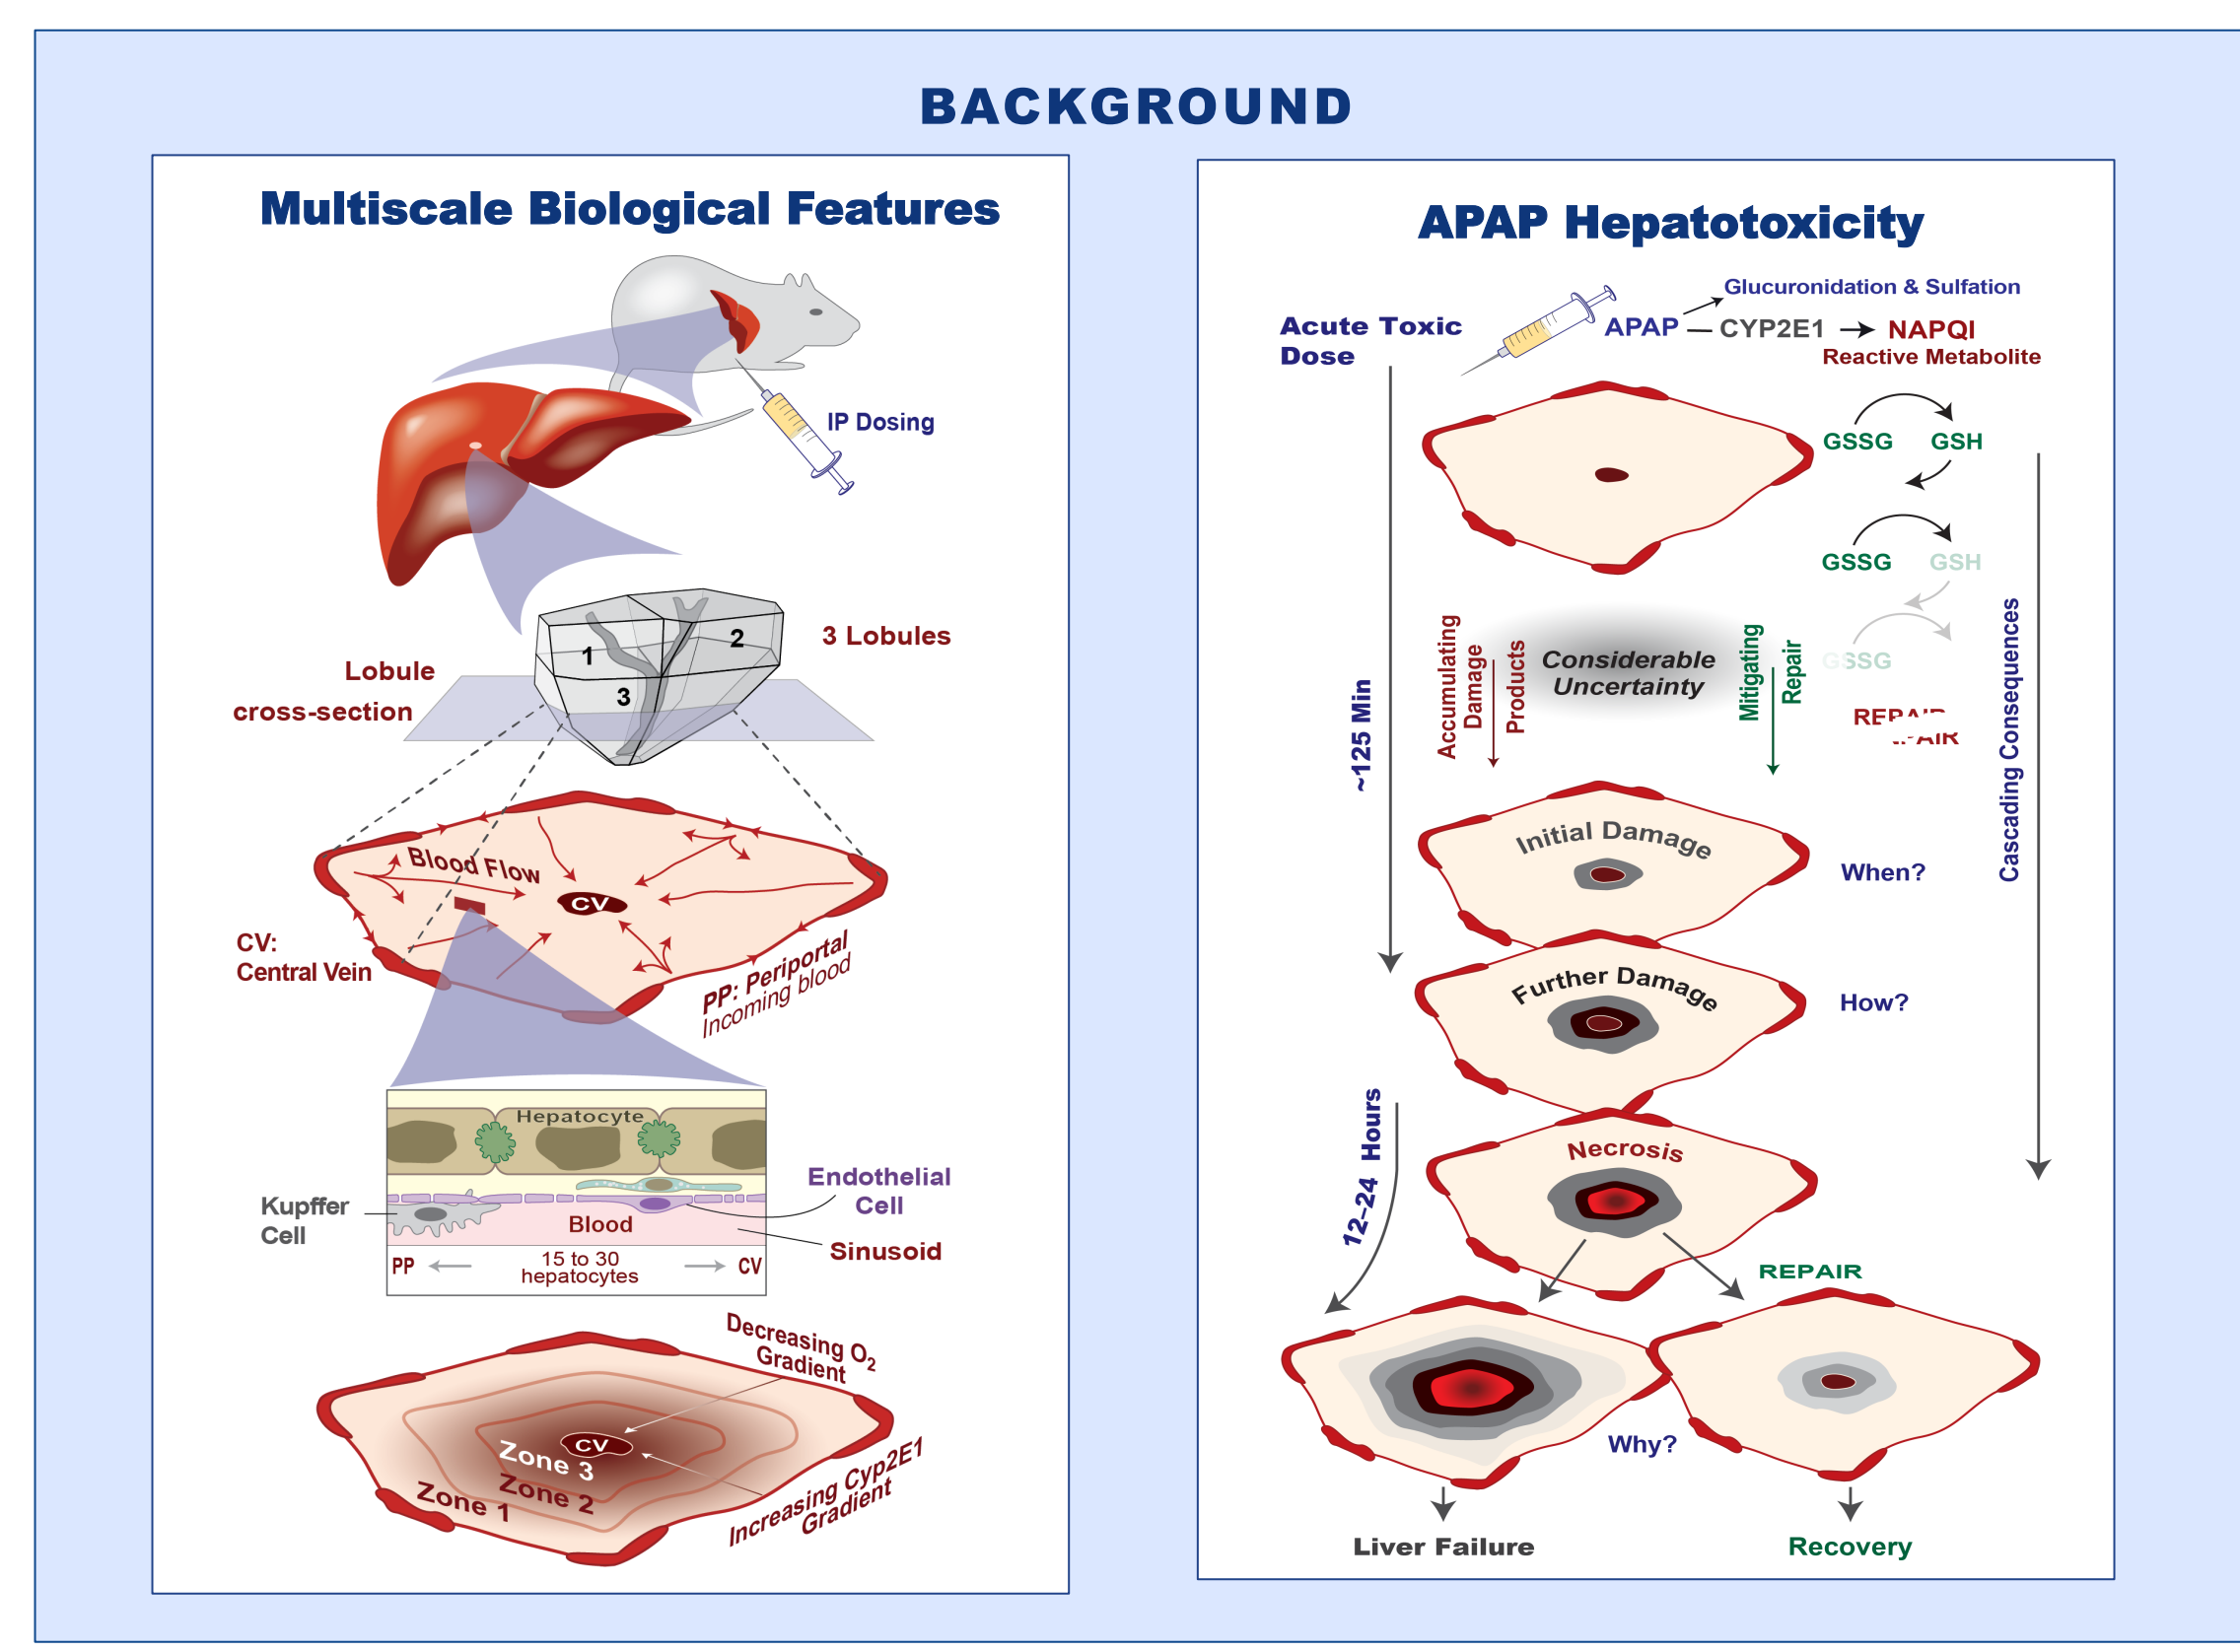 BACKGROUND
Multiscale Biological Features
IP Dosing
1
2
3
3 Lobules
Lobule
cross-section
Blood Flow
CV
CV:
Central Vein
PP: Periportal
Incoming blood
Hepatocyte
Kupffer
Cell
Endothelial
Cell
Blood
Sinusoid
PP
15 to 30
hepatocytes
CV
Decreasing O₂
Gradient
CV
Zone 3
Zone 2
Zone 1
Increasing Cyp2E1
Gradient
APAP Hepatotoxicity
Glucuronidation & Sulfation
Acute Toxic
Dose
APAP
CYP2E1
NAPQI
Reactive Metabolite
GSSG GSH
GSSG GSH
GSSG
Accumulating
Damage
Products
Considerable
Uncertainty
Mitigating
Repair
REPAIR
~125 Min
Cascading Consequences
Initial Damage
When?
Further Damage
How?
12–24 Hours
Necrosis
REPAIR
Why?
Liver Failure
Recovery